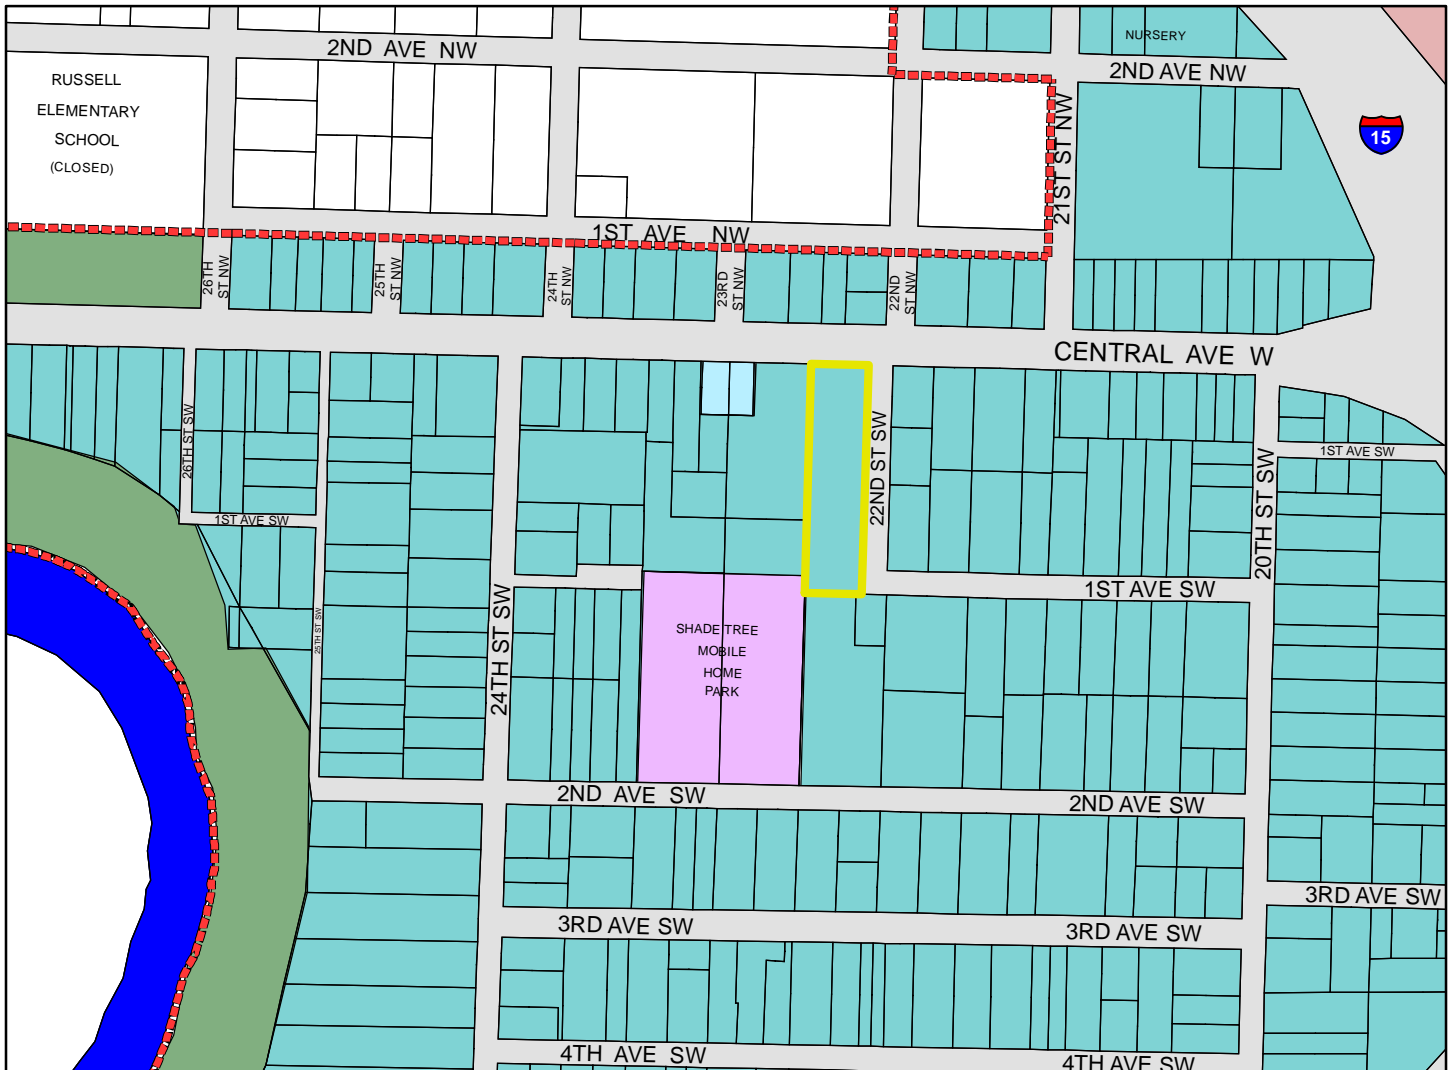 2ND AVE NW
NURSERY
2ND AVE NW
RUSSELL
ELEMENTARY
SCHOOL
(CLOSED)
15
21ST ST NW
1ST AVE NW
26TH
ST NW
25TH
ST NW
24TH
ST NW
23RD
ST NW
22ND
ST NW
CENTRAL AVE W
26TH ST SW
22ND ST SW
20TH ST SW
1ST AVE SW
1ST AVE SW
24TH ST SW
25TH ST SW
1ST AVE SW
SHADE TREE
MOBILE
HOME
PARK
2ND AVE SW
2ND AVE SW
3RD AVE SW
3RD AVE SW
3RD AVE SW
4TH AVE SW
4TH AVE SW